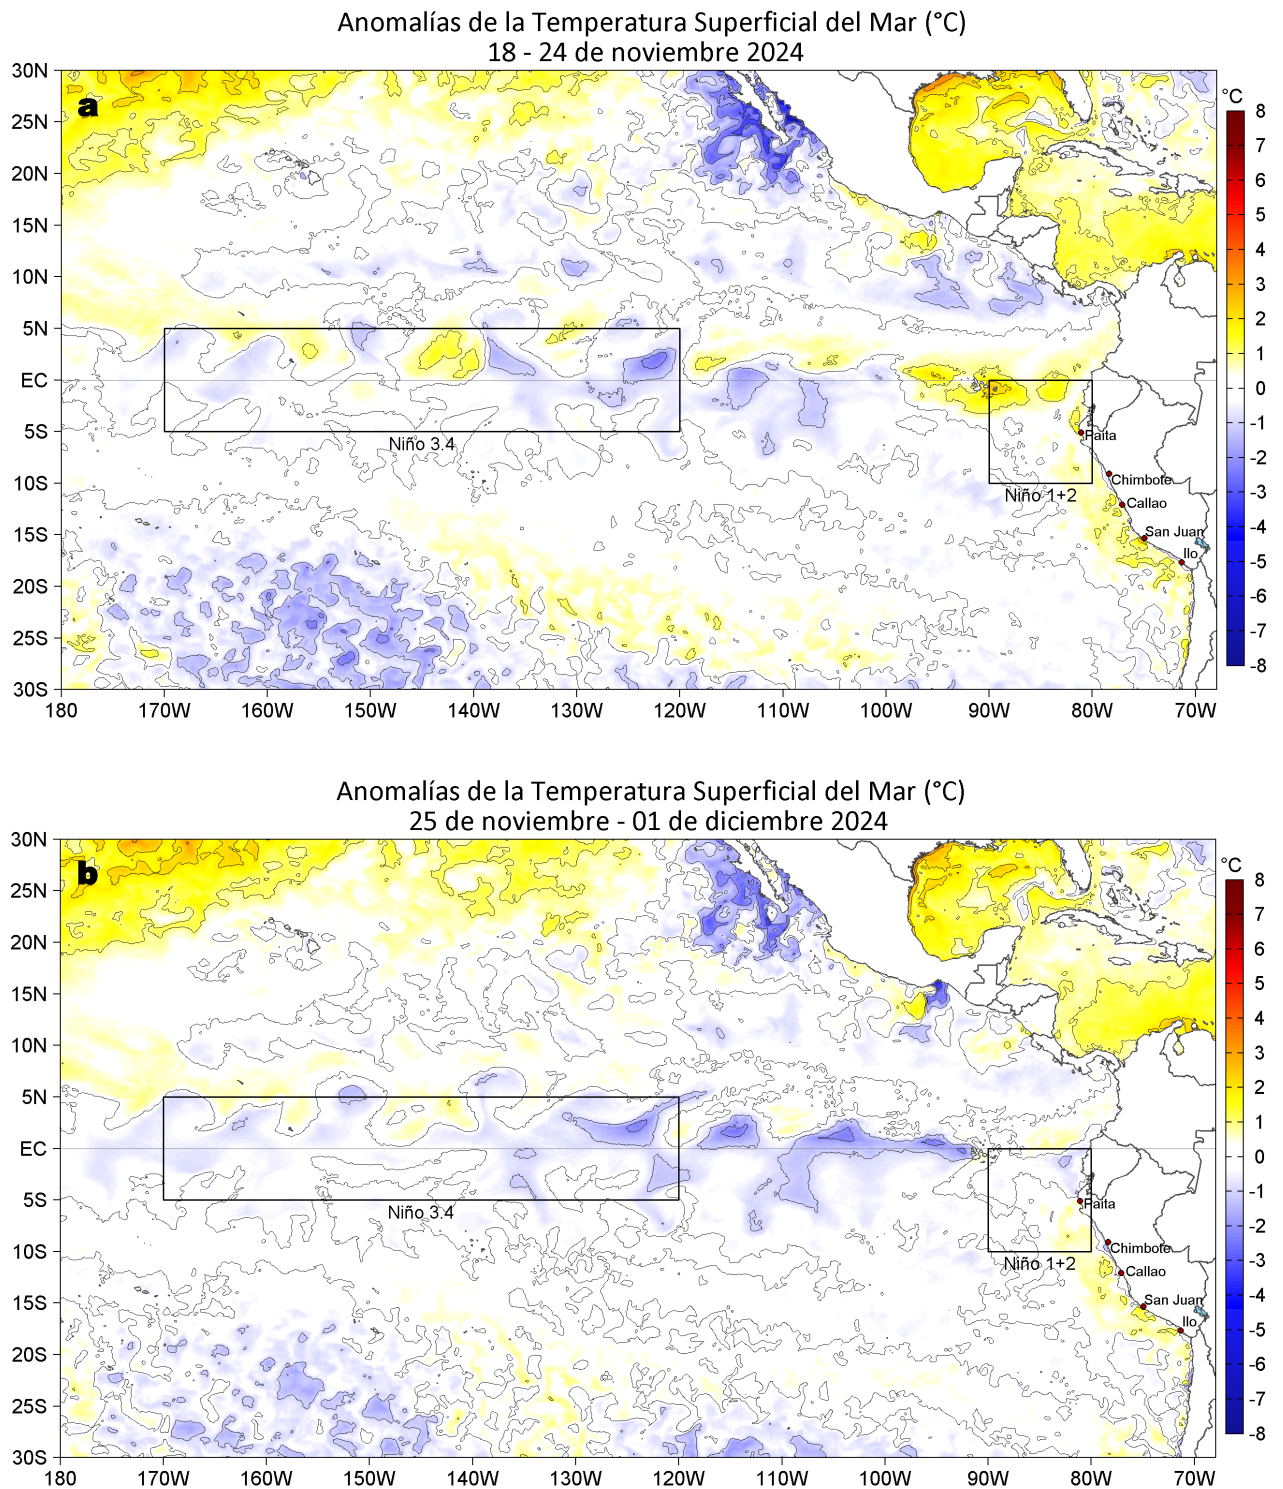 Anomalías de la Temperatura Superficial del Mar (°C)
18 - 24 de noviembre 2024
a
30N
25N
20N
15N
10N
5N
EC
5S
10S
15S
20S
25S
30S
180
170W
160W
150W
140W
130W
120W
110W
100W
90W
80W
70W
Niño 3.4
Niño 1+2
Paita
Chimbote
Callao
San Juan
Ilo
°C
8
7
6
5
4
3
2
1
0
-1
-2
-3
-4
-5
-6
-7
-8
Anomalías de la Temperatura Superficial del Mar (°C)
25 de noviembre - 01 de diciembre 2024
b
30N
25N
20N
15N
10N
5N
EC
5S
10S
15S
20S
25S
30S
180
170W
160W
150W
140W
130W
120W
110W
100W
90W
80W
70W
Niño 3.4
Niño 1+2
Paita
Chimbote
Callao
San Juan
Ilo
°C
8
7
6
5
4
3
2
1
0
-1
-2
-3
-4
-5
-6
-7
-8